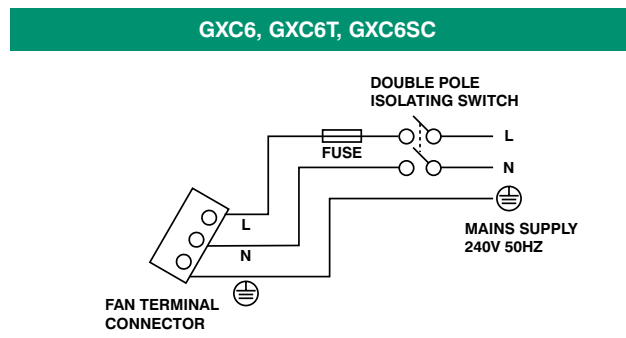 GXC6, GXC6T, GXC6SC
DOUBLE POLE
ISOLATING SWITCH
L
FUSE
N
L
MAINS SUPPLY
240V 50HZ
N
FAN TERMINAL
CONNECTOR